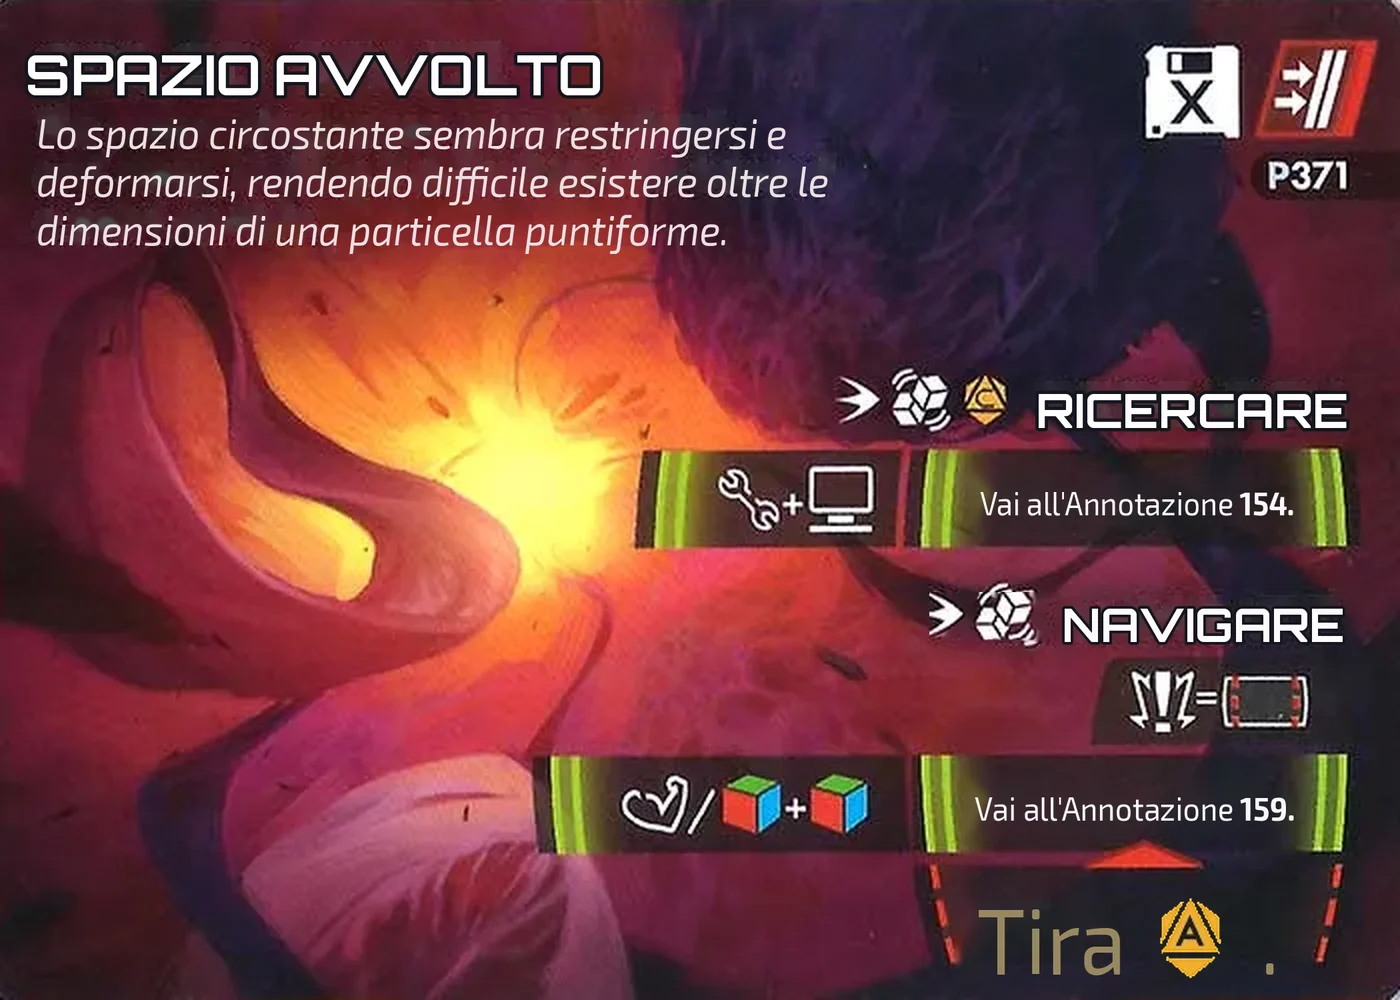 SPAZIO AVVOLTO
Lo spazio circostante sembra restringersi e
deformarsi, rendendo difficile esistere oltre le
dimensioni di una particella puntiforme.
X
P371
C RICERCARE
+
Vai all'Annotazione 154.
NAVIGARE
!=
/ +
Vai all'Annotazione 159.
Tira A .